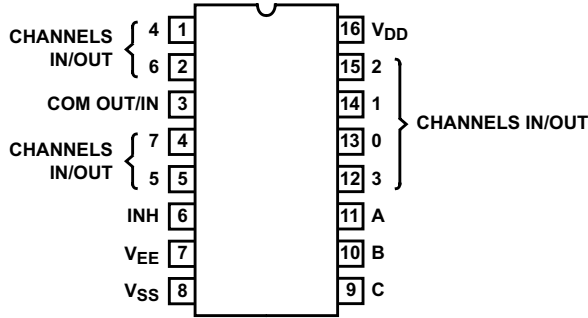 CHANNELS
IN/OUT
4 1
6 2
COM OUT/IN 3
CHANNELS
IN/OUT
7 4
5 5
INH 6
VEE 7
VSS 8
16 VDD
15 2
14 1
13 0
12 3
CHANNELS IN/OUT
11 A
10 B
9 C